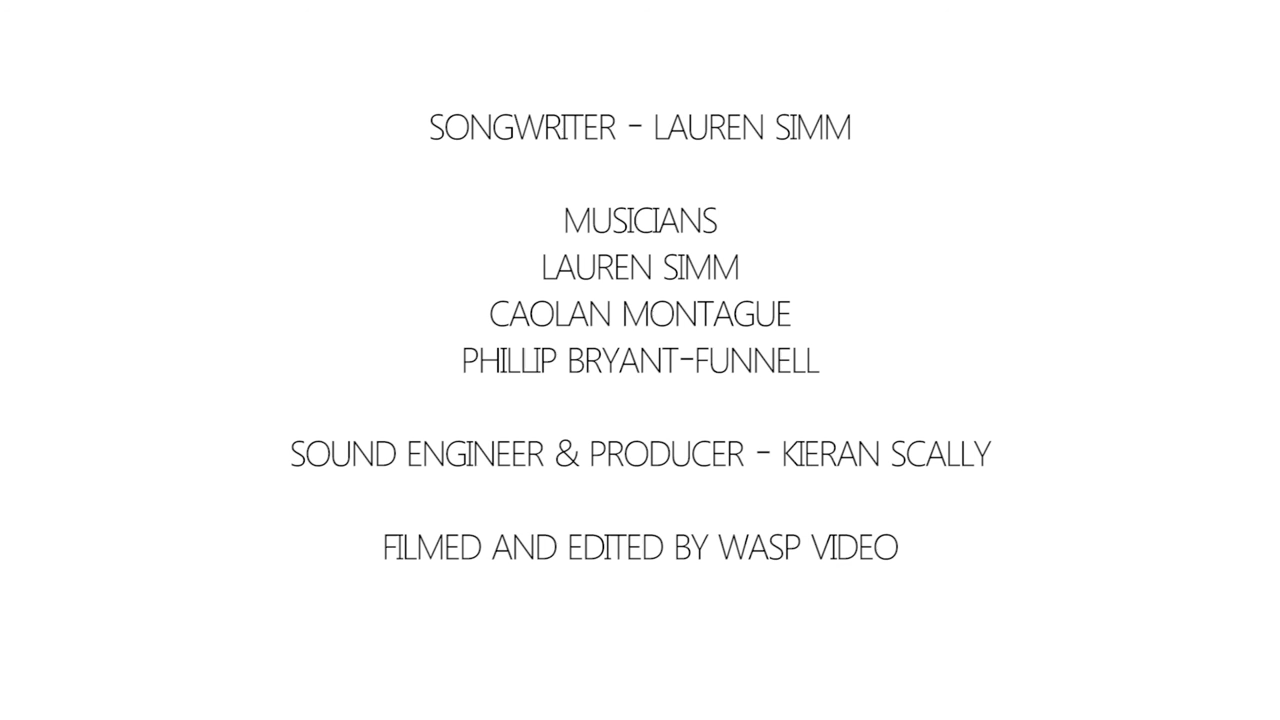 SONGWRITER - LAUREN SIMM
MUSICIANS
LAUREN SIMM
CAOLAN MONTAGUE
PHILLIP BRYANT-FUNNELL
SOUND ENGINEER & PRODUCER - KIERAN SCALLY
FILMED AND EDITED BY WASP VIDEO